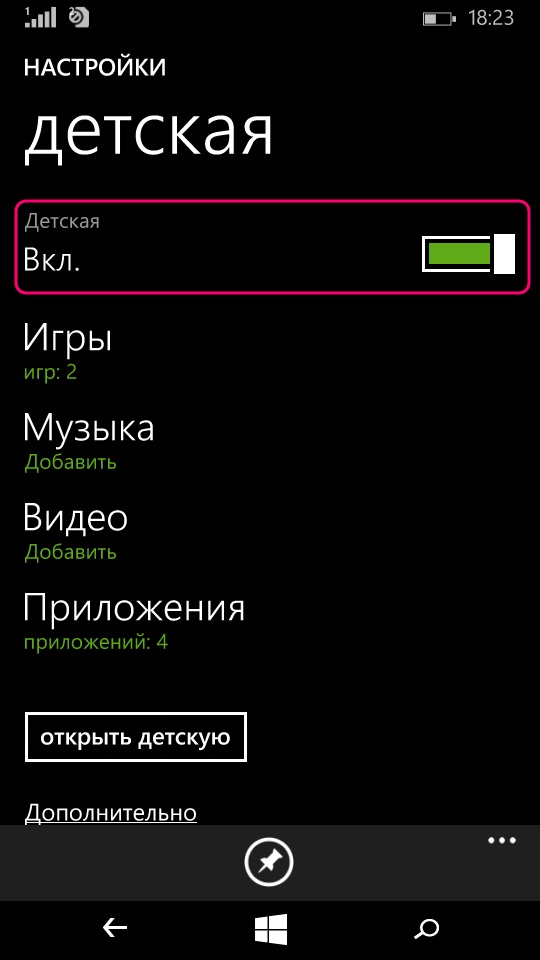 1 18:23
НАСТРОЙКИ
детская
Детская
Вкл.
Игры
игр: 2
Музыка
Добавить
Видео
Добавить
Приложения
приложений: 4
открыть детскую
Дополнительно